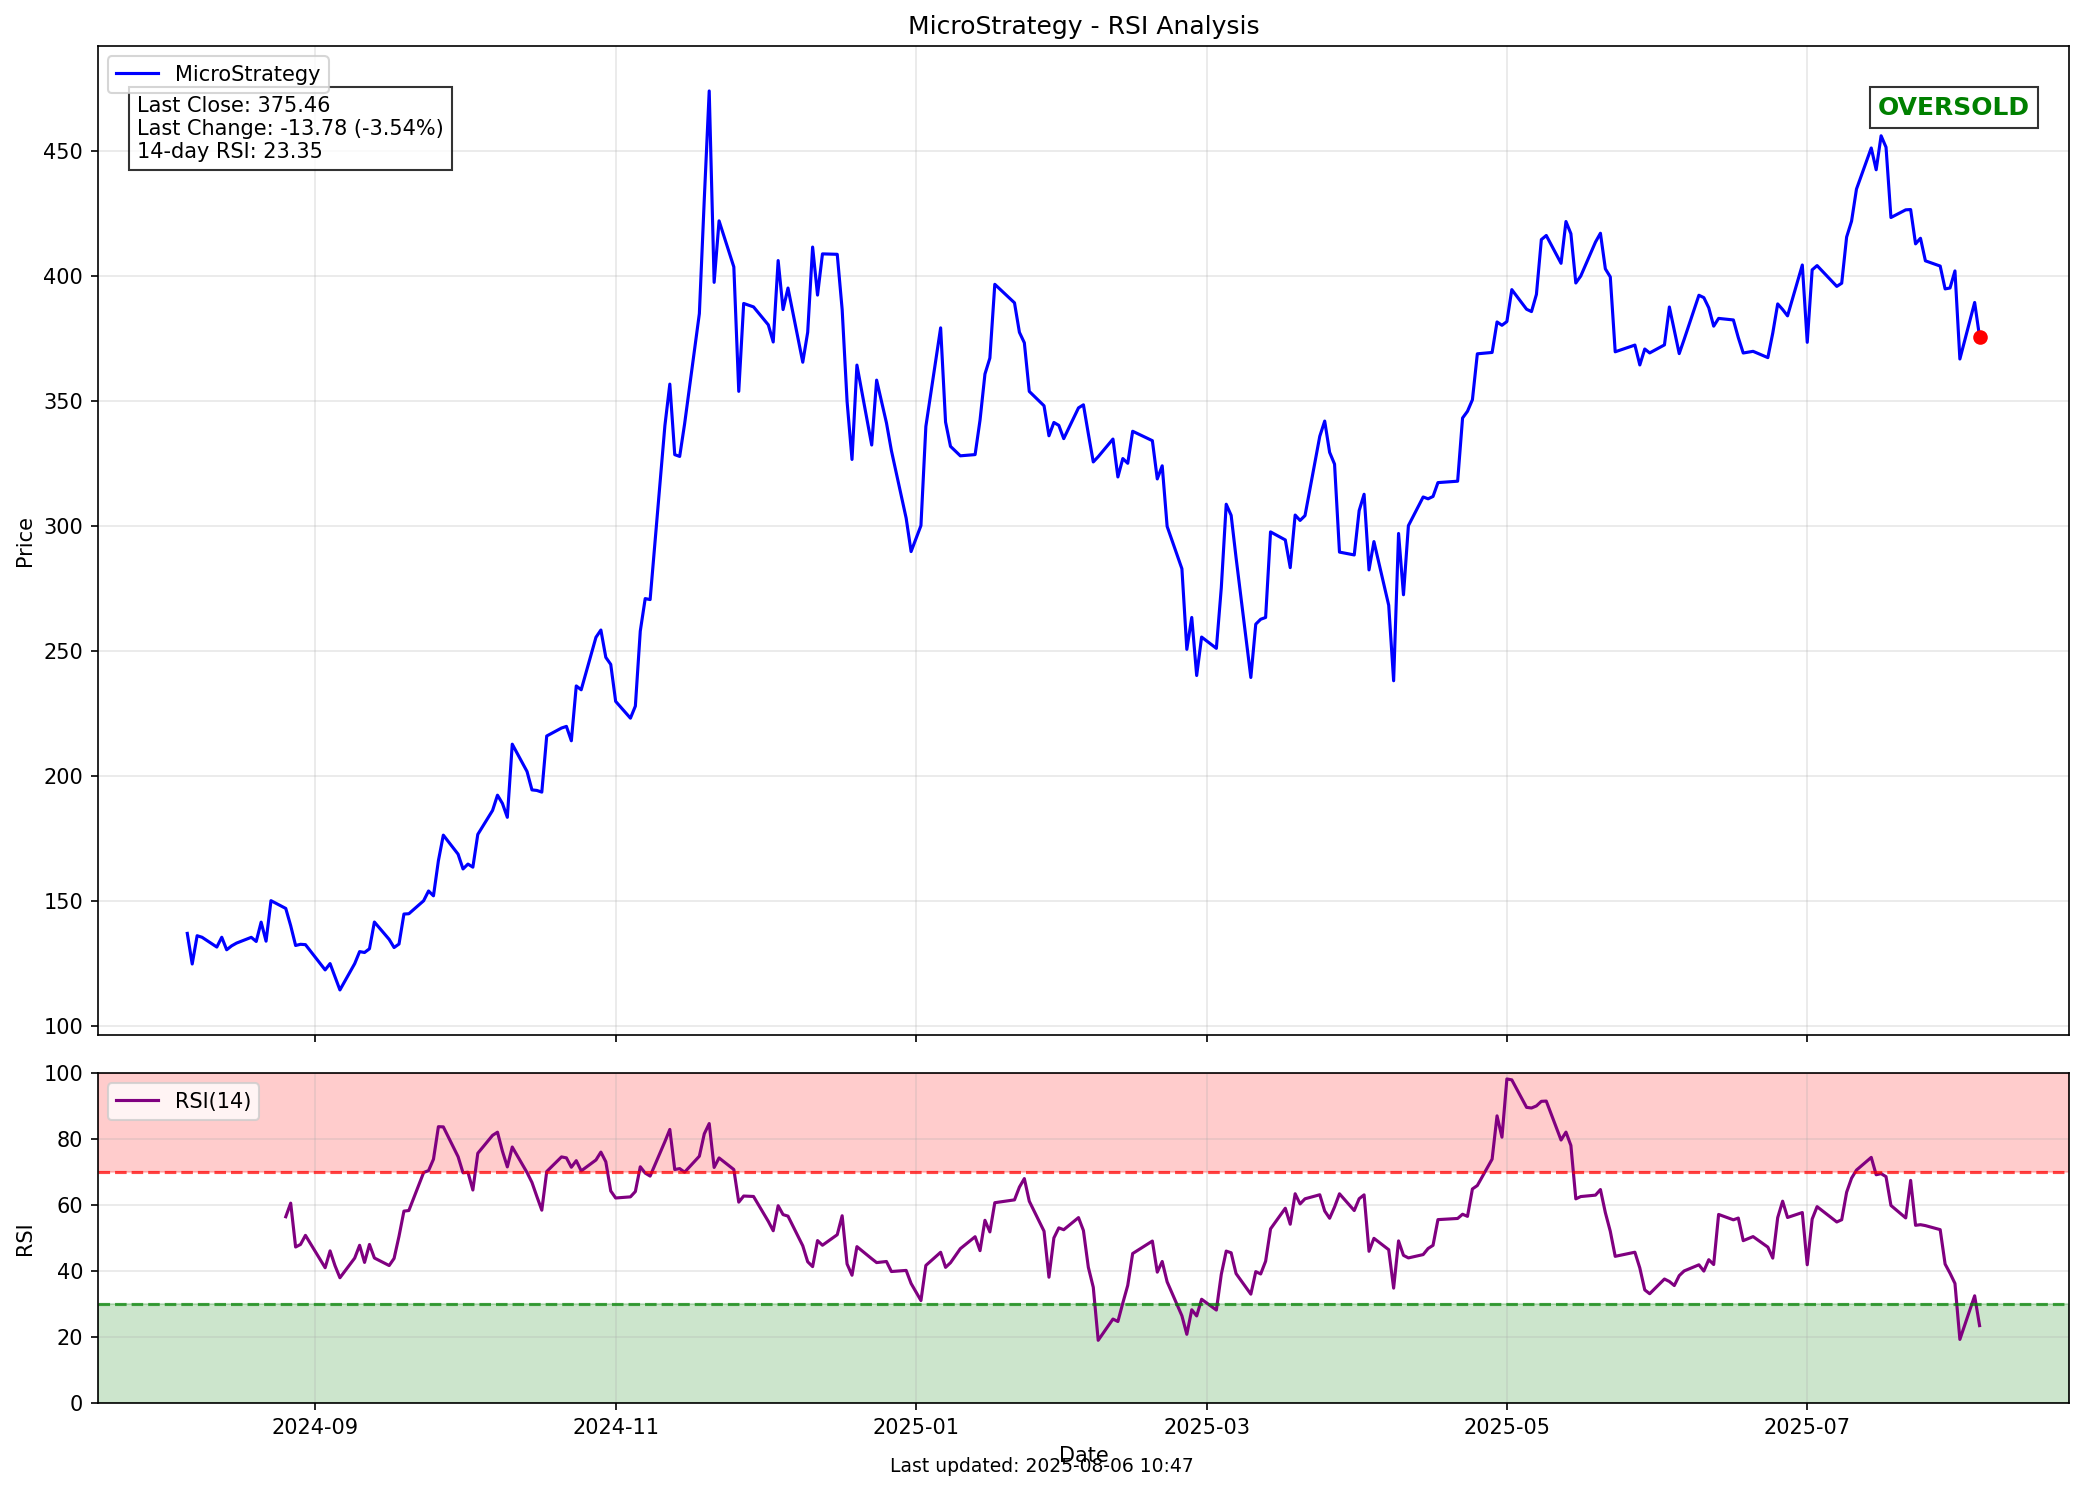 MicroStrategy - RSI Analysis
MicroStrategy
Last Close: 375.46
Last Change: -13.78 (-3.54%)
14-day RSI: 23.35
OVERSOLD
Price
450
400
350
300
250
200
150
100
RSI(14)
RSI
100
80
60
40
20
0
2024-09
2024-11
2025-01
2025-03
2025-05
2025-07
Date
Last updated: 2025-08-06 10:47